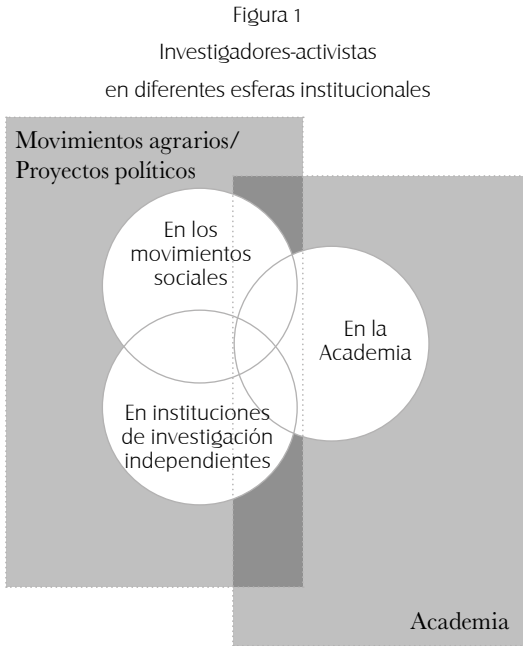 Figura 1
Investigadores-activistas
en diferentes esferas institucionales
Movimientos agrarios/
Proyectos políticos
En los
movimientos
sociales
En la
Academia
En instituciones
de investigación
independientes
Academia